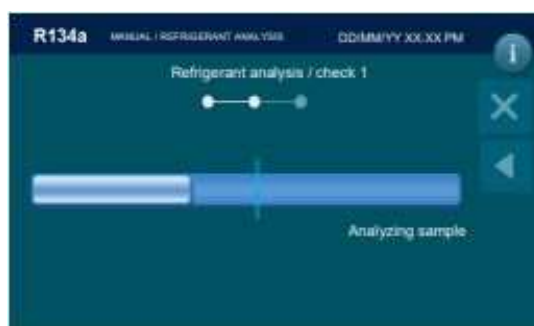 R134a MANUAL / REFRIGERANT ANALYSIS DD/MM/YY XX:XX PM
i
Refrigerant analysis / check 1
Analyzing sample